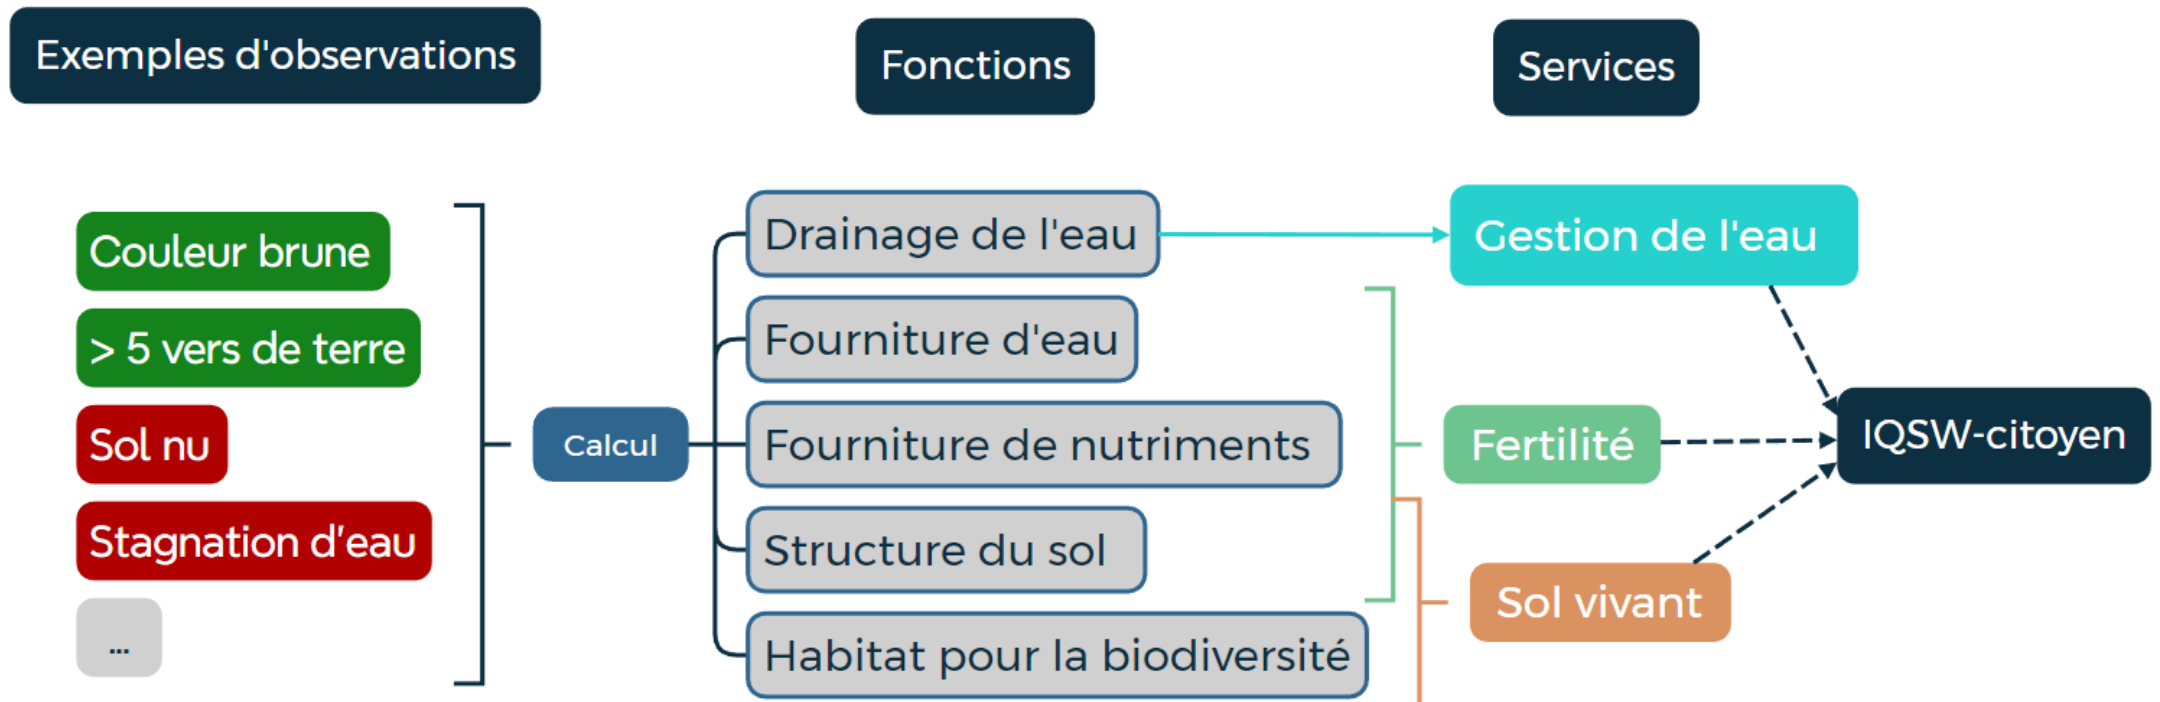 Exemples d'observations
Fonctions
Services
Couleur brune
> 5 vers de terre
Sol nu
Stagnation d'eau
...
Calcul
Drainage de l'eau
Fourniture d'eau
Fourniture de nutriments
Structure du sol
Habitat pour la biodiversité
Gestion de l'eau
Fertilité
Sol vivant
IQSW-citoyen